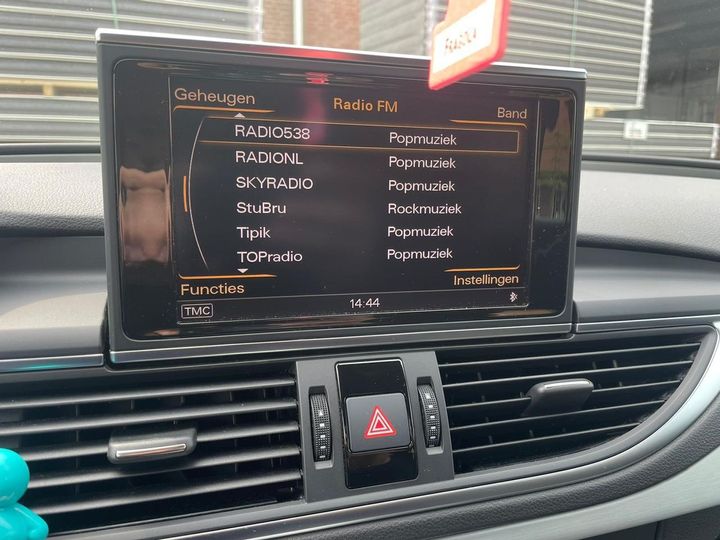 FRAGOLA
Geheugen
Radio FM
Band
RADIO538 Popmuziek
RADIONL Popmuziek
SKYRADIO Popmuziek
StuBru Rockmuziek
Tipik Popmuziek
TOPradio Popmuziek
Functies
Instellingen
TMC
14:44